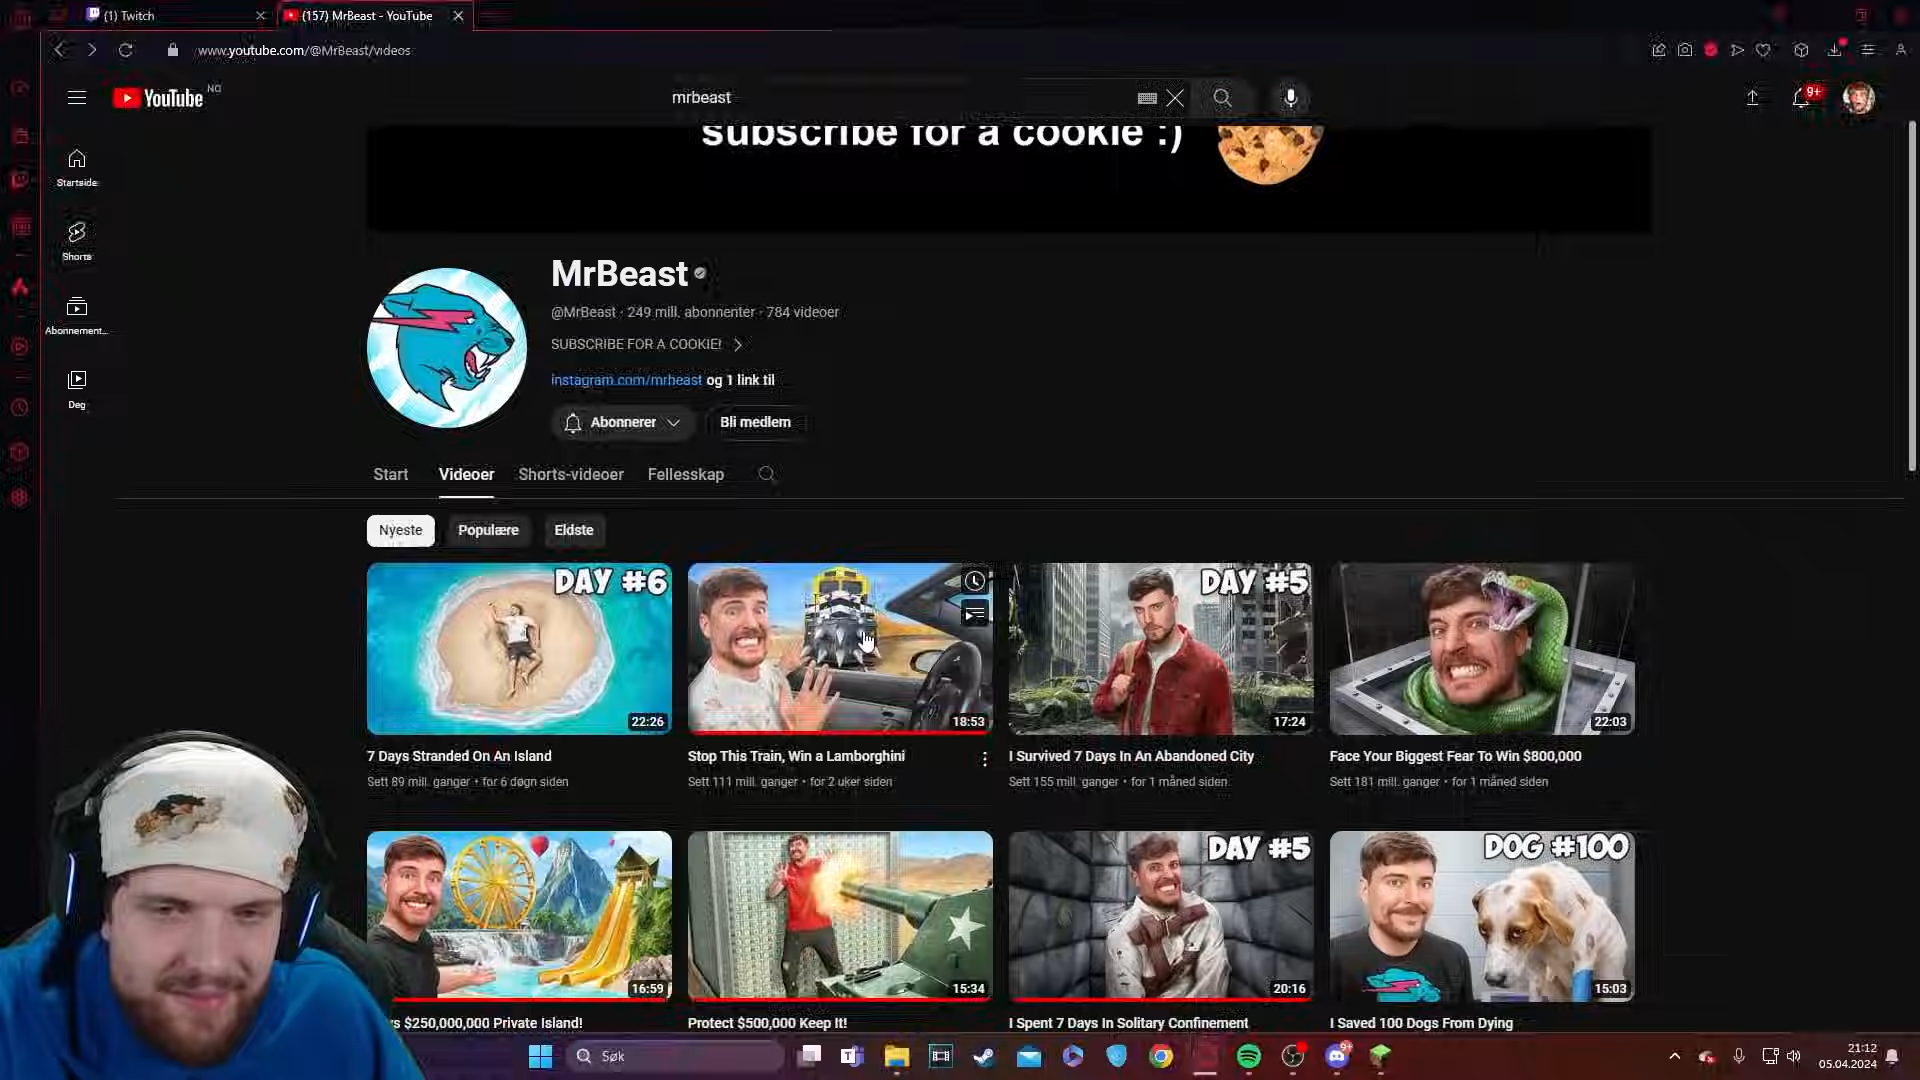 (1) Twitch
(157) MrBeast - YouTube
www.youtube.com/@MrBeast/videos
YouTube NO
mrbeast
9+
subscribe for a cookie :)
Startside
Shorts
Abonnement...
Deg
MrBeast
@MrBeast · 249 mill. abonnenter · 784 videoer
SUBSCRIBE FOR A COOKIE!
instagram.com/mrbeast og 1 link til
Abonnerer
Bli medlem
Start Videoer Shorts-videoer Fellesskap
Nyeste Populære Eldste
DAY #6
22:26
18:53
DAY #5
17:24
22:03
7 Days Stranded On An Island
Sett 89 mill. ganger · for 6 døgn siden
Stop This Train, Win a Lamborghini
Sett 111 mill. ganger · for 2 uker siden
I Survived 7 Days In An Abandoned City
Sett 155 mill. ganger · for 1 måned siden
Face Your Biggest Fear To Win $800,000
Sett 181 mill. ganger · for 1 måned siden
16:59
15:34
DAY #5
20:16
DOG #100
15:03
$250,000,000 Private Island!
Protect $500,000 Keep It!
I Spent 7 Days In Solitary Confinement
I Saved 100 Dogs From Dying
Søk
9+
21:12
05.04.2024